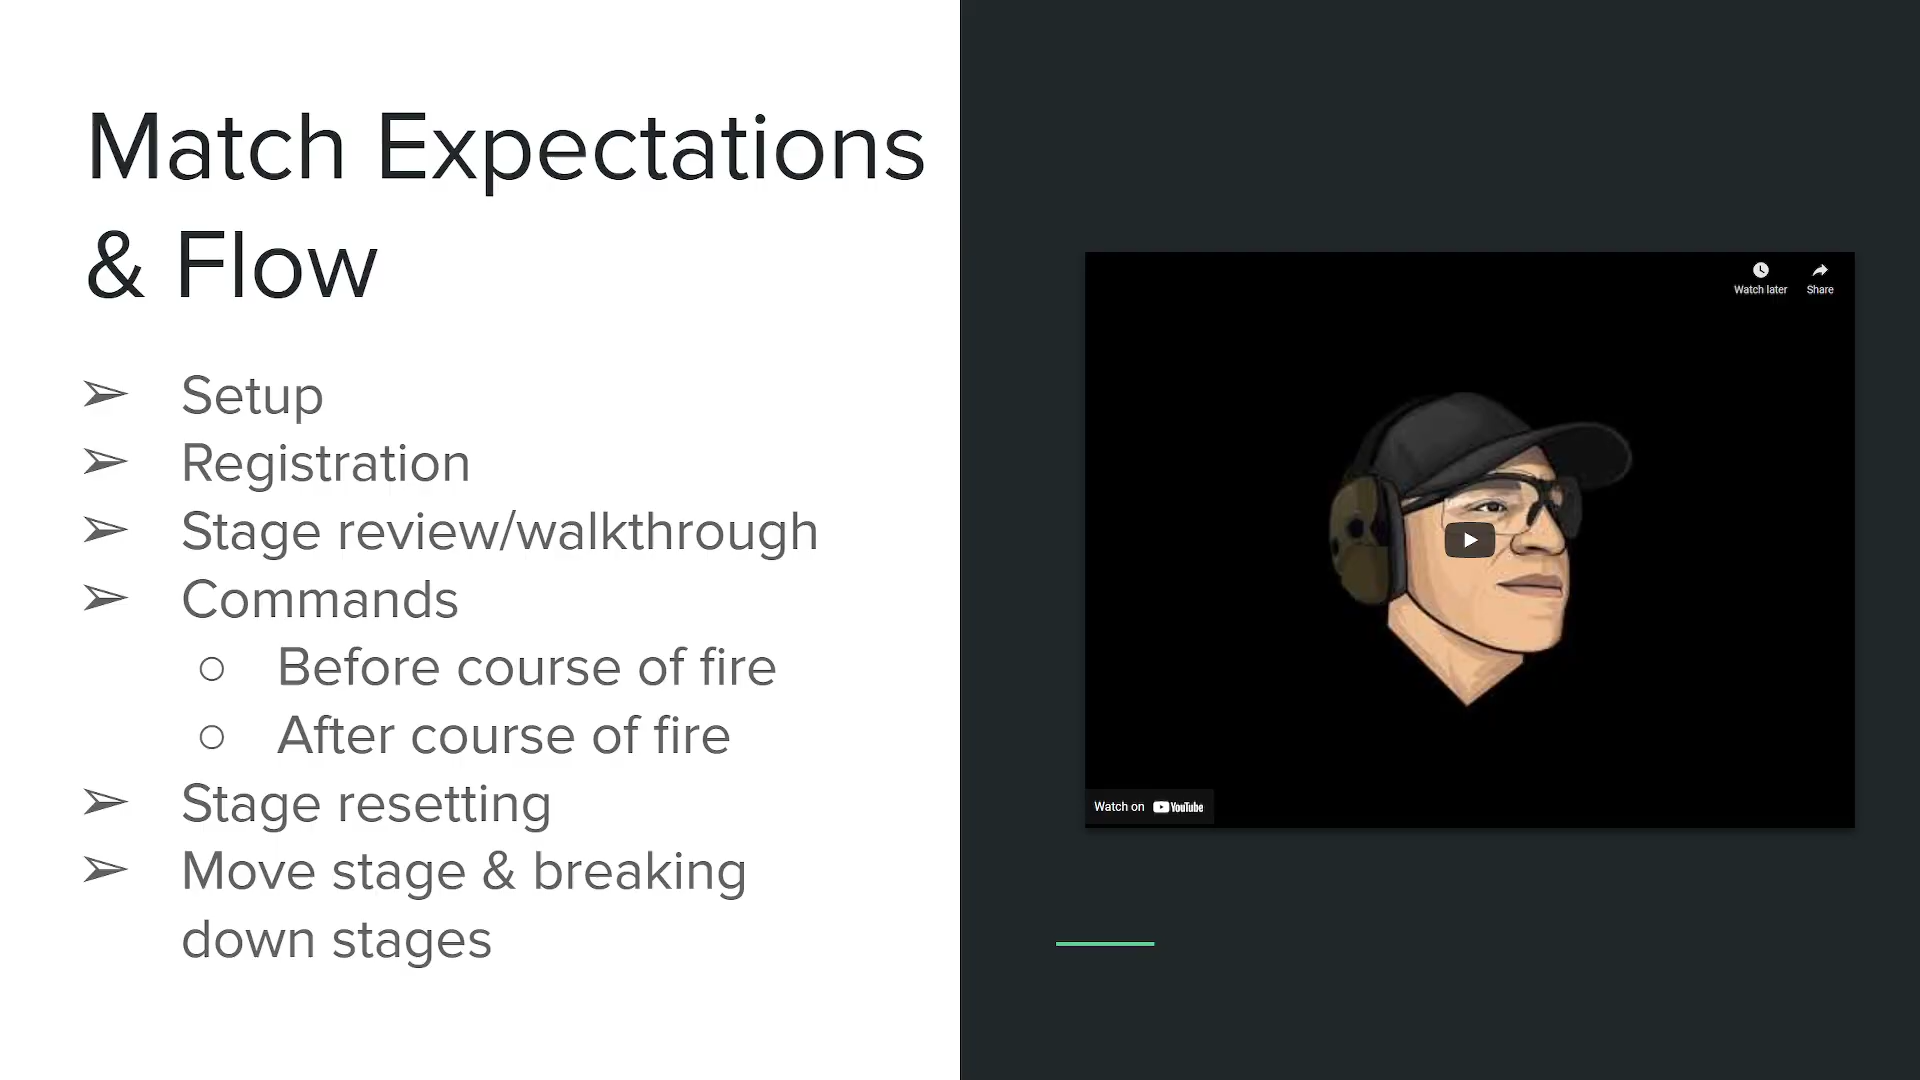 Match Expectations
& Flow
➢ Setup
➢ Registration
➢ Stage review/walkthrough
➢ Commands
○ Before course of fire
○ After course of fire
➢ Stage resetting
➢ Move stage & breaking
down stages
Watch later
Share
Watch on YouTube